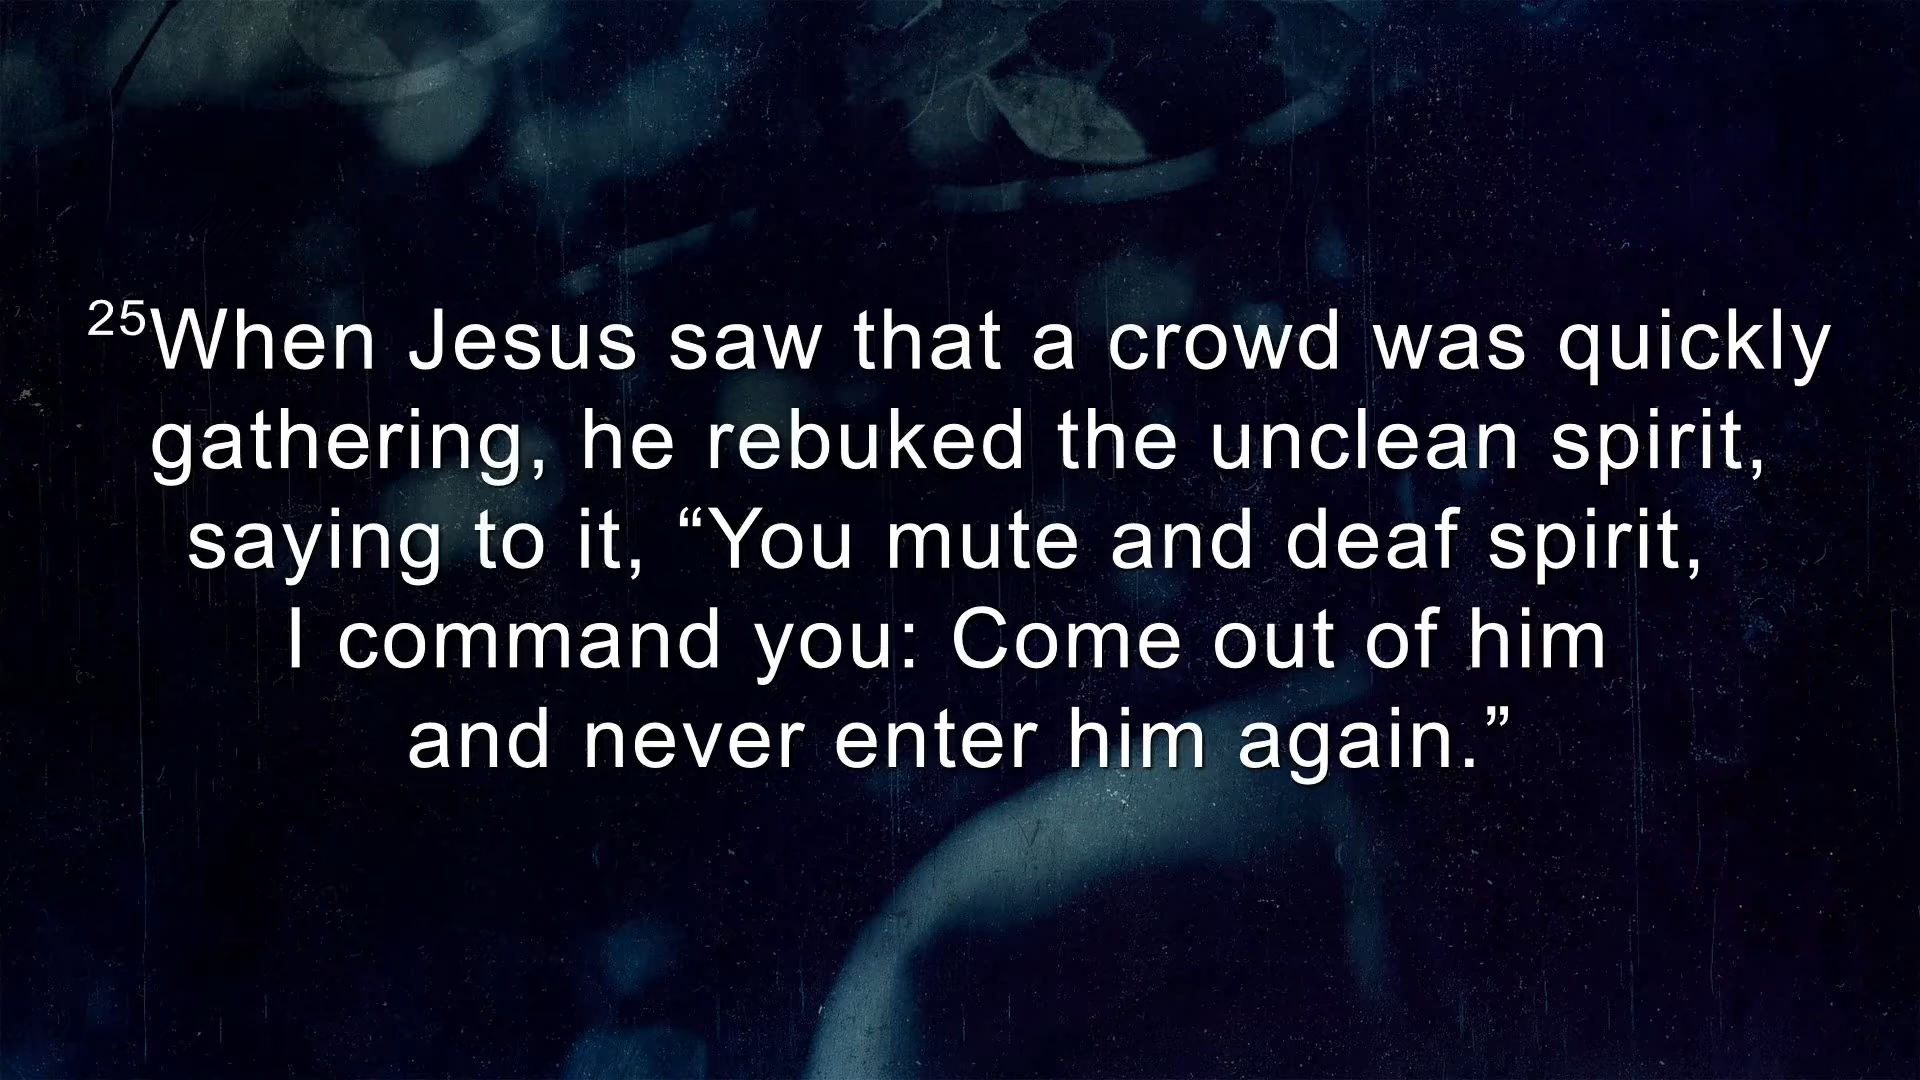 25When Jesus saw that a crowd was quickly
gathering, he rebuked the unclean spirit,
saying to it, “You mute and deaf spirit,
I command you: Come out of him
and never enter him again.”